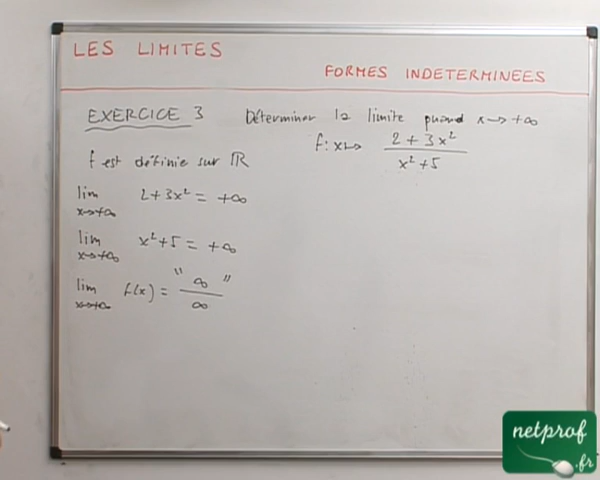 LES LIMITES
FORMES INDETERMINEES
EXERCICE 3 Déterminer la limite quand x → +∞
f: x ↦ (2 + 3x²)/(x² + 5)
f est définie sur ℝ
lim x→+∞ 2+3x² = +∞
lim x→+∞ x²+5 = +∞
lim x→+∞ f(x) = "∞/∞"
netprof
.fr